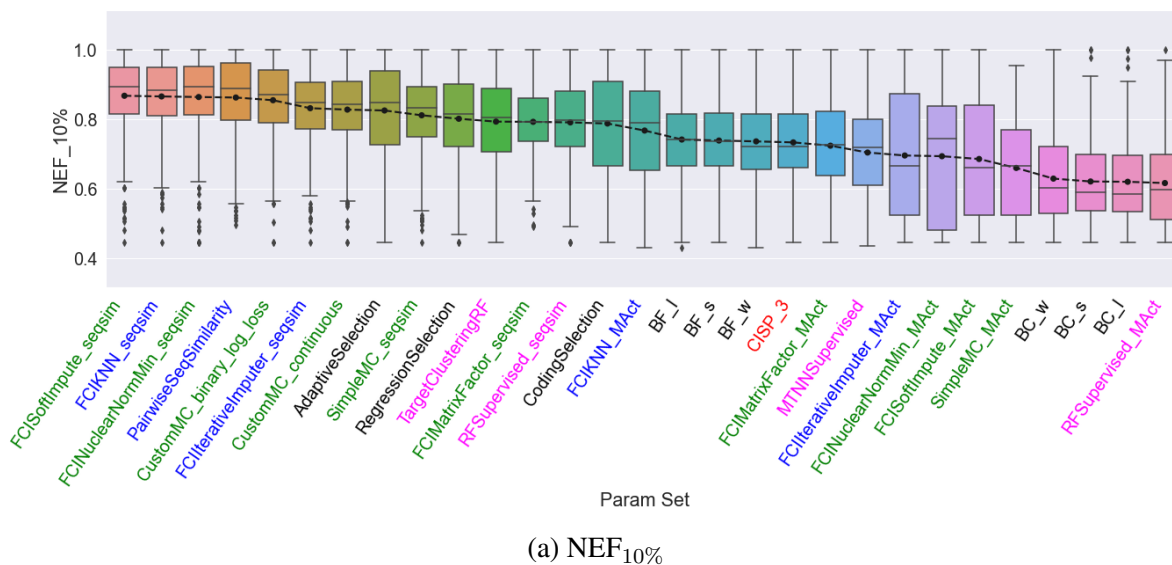 1.0
0.8
0.6
0.4
NEF_10%
FCISoftImpute_seqsim
FCIKNN_seqsim
FCINuclearNormMin_seqsim
PairwiseSeqSimilarity
CustomMC_binary_log_loss
FCIIterativeImputer_seqsim
CustomMC_continuous
AdaptiveSelection
SimpleMC_seqsim
RegressionSelection
TargetClusteringRF
FCIMatrixFactor_seqsim
RFSupervised_seqsim
CodingSelection
FCIKNN_MAct
BF_l
BF_s
BF_w
CISP_3
FCIMatrixFactor_MAct
MTNNSupervised
FCIIterativeImputer_MAct
FCINuclearNormMin_MAct
FCISoftImpute_MAct
SimpleMC_MAct
BC_w
BC_s
BC_l
RFSupervised_MAct
Param Set
(a) NEF10%